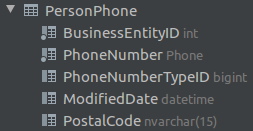 PersonPhone
BusinessEntityID int
PhoneNumber Phone
PhoneNumberTypeID bigint
ModifiedDate datetime
PostalCode nvarchar(15)